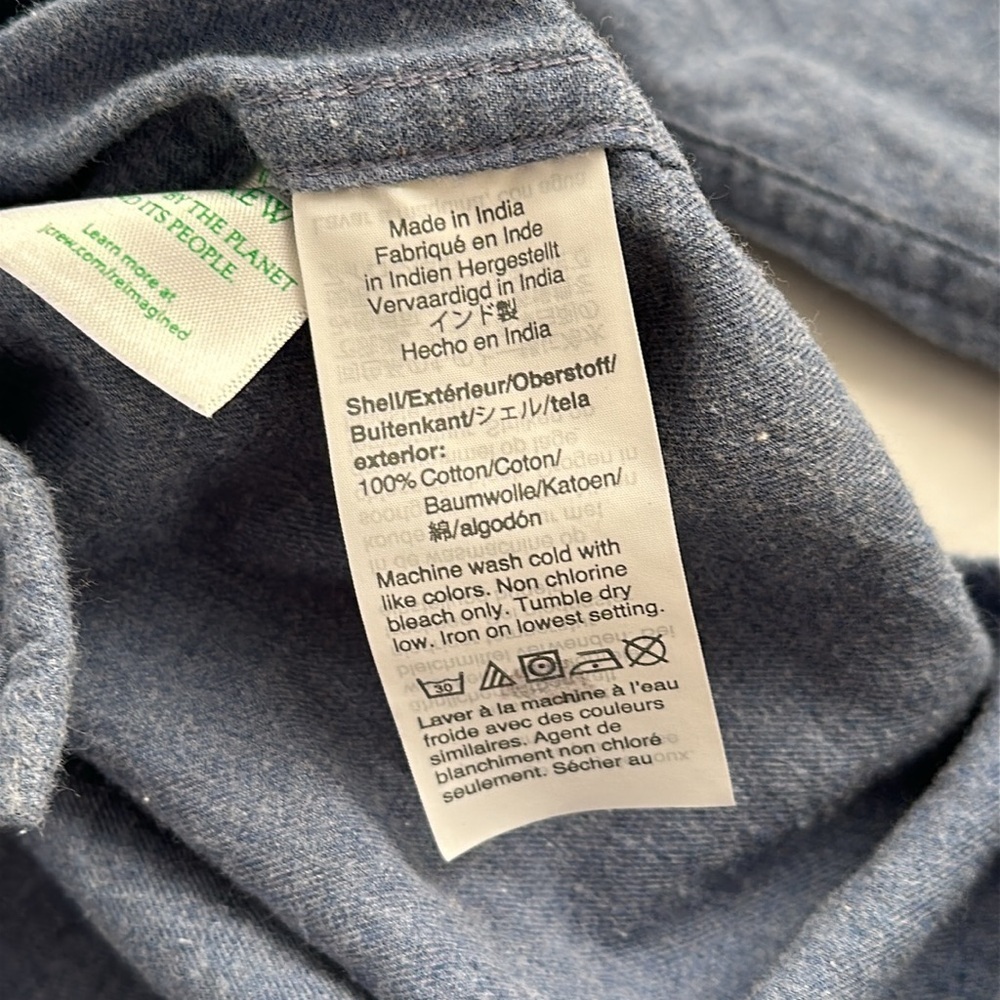 EW
BY THE PLANET
D ITS PEOPLE
Learn more at
jcrew.com/reimagined
Made in India
Fabriqué en Inde
in Indien Hergestellt
Vervaardigd in India
インド製
Hecho en India
Shell/Extérieur/Oberstoff/
Buitenkant/シェル/tela
exterior:
100% Cotton/Coton/
Baumwolle/Katoen/
綿/algodón
Machine wash cold with
like colors. Non chlorine
bleach only. Tumble dry
low. Iron on lowest setting.
30
Laver à la machine à l'eau
froide avec des couleurs
similaires. Agent de
blanchiment non chloré
seulement. Sécher au